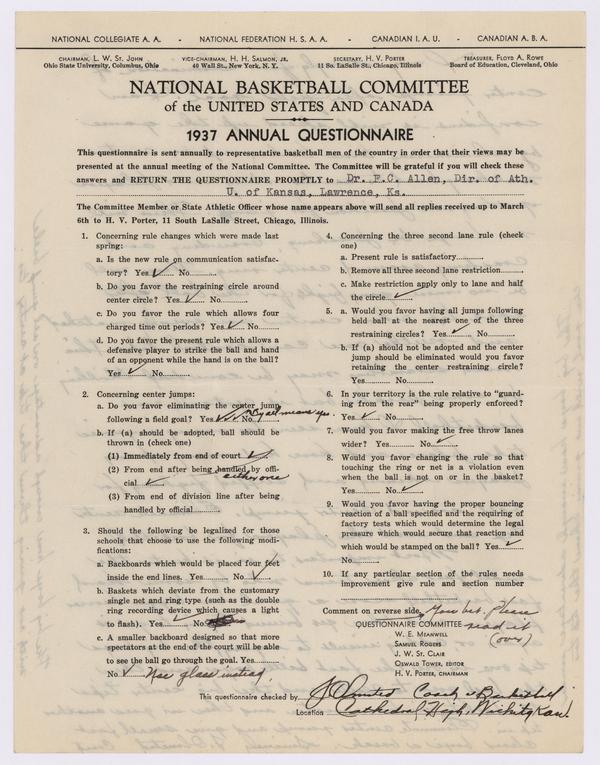 NATIONAL COLLEGIATE A. A. - NATIONAL FEDERATION H. S. A. A. - CANADIAN I. A. U. - CANADIAN A. B. A.
CHAIRMAN, L. W. ST. JOHN
Ohio State University, Columbus, Ohio
VICE-CHAIRMAN, H. H. SALMON, JR.
40 Wall St., New York, N. Y.
SECRETARY, H. V. PORTER
11 So. LaSalle St., Chicago, Illinois
TREASURER, FLOYD A. ROWE
Board of Education, Cleveland, Ohio
NATIONAL BASKETBALL COMMITTEE
of the UNITED STATES AND CANADA
1937 ANNUAL QUESTIONNAIRE
This questionnaire is sent annually to representative basketball men of the country in order that their views may be
presented at the annual meeting of the National Committee. The Committee will be grateful if you will check these
answers and RETURN THE QUESTIONNAIRE PROMPTLY to Dr. F.C. Allen, Dir. of Ath.
U. of Kansas, Lawrence, Ks.
The Committee Member or State Athletic Officer whose name appears above will send all replies received up to March
6th to H. V. Porter, 11 South LaSalle Street, Chicago, Illinois.
1. Concerning rule changes which were made last
spring:
a. Is the new rule on communication satisfac-
tory? Yes ✓ No..........
b. Do you favor the restraining circle around
center circle? Yes ✓ No..........
c. Do you favor the rule which allows four
charged time out periods? Yes ✓ No..........
d. Do you favor the present rule which allows a
defensive player to strike the ball and hand
of an opponent while the hand is on the ball?
Yes ✓ No..........
2. Concerning center jumps:
a. Do you favor eliminating the center jump
following a field goal? Yes ✓✓ No.......... By all means yes.
b. If (a) should be adopted, ball should be
thrown in (check one)
(1) Immediately from end of court ✓.
(2) From end after being handled by offi-
cial ✓ either one
(3) From end of division line after being
handled by official..........
3. Should the following be legalized for those
schools that choose to use the following modi-
fications:
a. Backboards which would be placed four feet
inside the end lines. Yes.......... No ✓
b. Baskets which deviate from the customary
single net and ring type (such as the double
ring recording device which causes a light
to flash). Yes ✓ No
c. A smaller backboard designed so that more
spectators at the end of the court will be able
to see the ball go through the goal. Yes..........
No ✓ Use glass instead.
4. Concerning the three second lane rule (check
one)
a. Present rule is satisfactory..........
b. Remove all three second lane restriction..........
c. Make restriction apply only to lane and half
the circle ✓
5. a. Would you favor having all jumps following
held ball at the nearest one of the three
restraining circles? Yes ✓ No..........
b. If (a) should not be adopted and the center
jump should be eliminated would you favor
retaining the center restraining circle?
Yes.......... No..........
6. In your territory is the rule relative to "guard-
ing from the rear" being properly enforced?
Yes ✓ No..........
7. Would you favor making the free throw lanes
wider? Yes.......... No ✓
8. Would you favor changing the rule so that
touching the ring or net is a violation even
when the ball is not on or in the basket?
Yes.......... No ✓
9. Would you favor having the proper bouncing
reaction of a ball specified and the requiring of
factory tests which would determine the legal
pressure which would secure that reaction and
which would be stamped on the ball? Yes ✓
No..........
10. If any particular section of the rules needs
improvement give rule and section number
Comment on reverse side. You bet. Please
read it
(over)
QUESTIONNAIRE COMMITTEE
W. E. MEANWELL
SAMUEL ROGERS
J. W. ST. CLAIR
OSWALD TOWER, EDITOR
H. V. PORTER, CHAIRMAN
This questionnaire checked by Coach of Basketball
Location Cathedral High, Wichita, Kan.